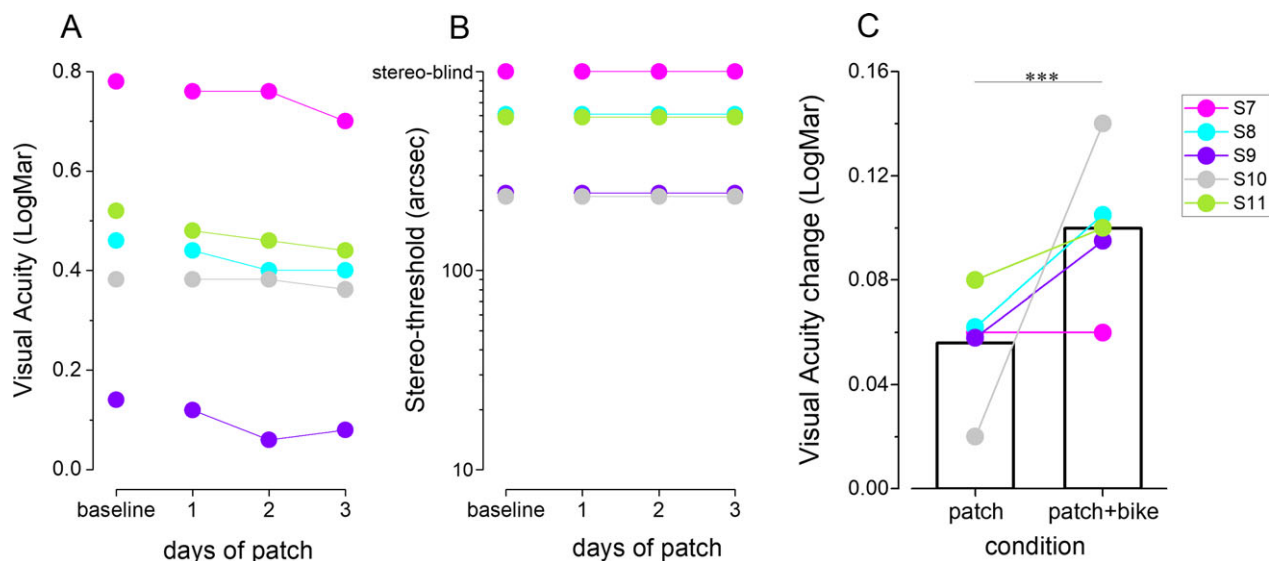 A
Visual Acuity (LogMar)
0.8
0.6
0.4
0.2
0.0
baseline 1 2 3
days of patch
B
Stereo-threshold (arcsec)
stereo-blind
100
10
baseline 1 2 3
days of patch
C
Visual Acuity change (LogMar)
0.16
0.12
0.08
0.04
0.00
***
patch patch+bike
condition
S7
S8
S9
S10
S11